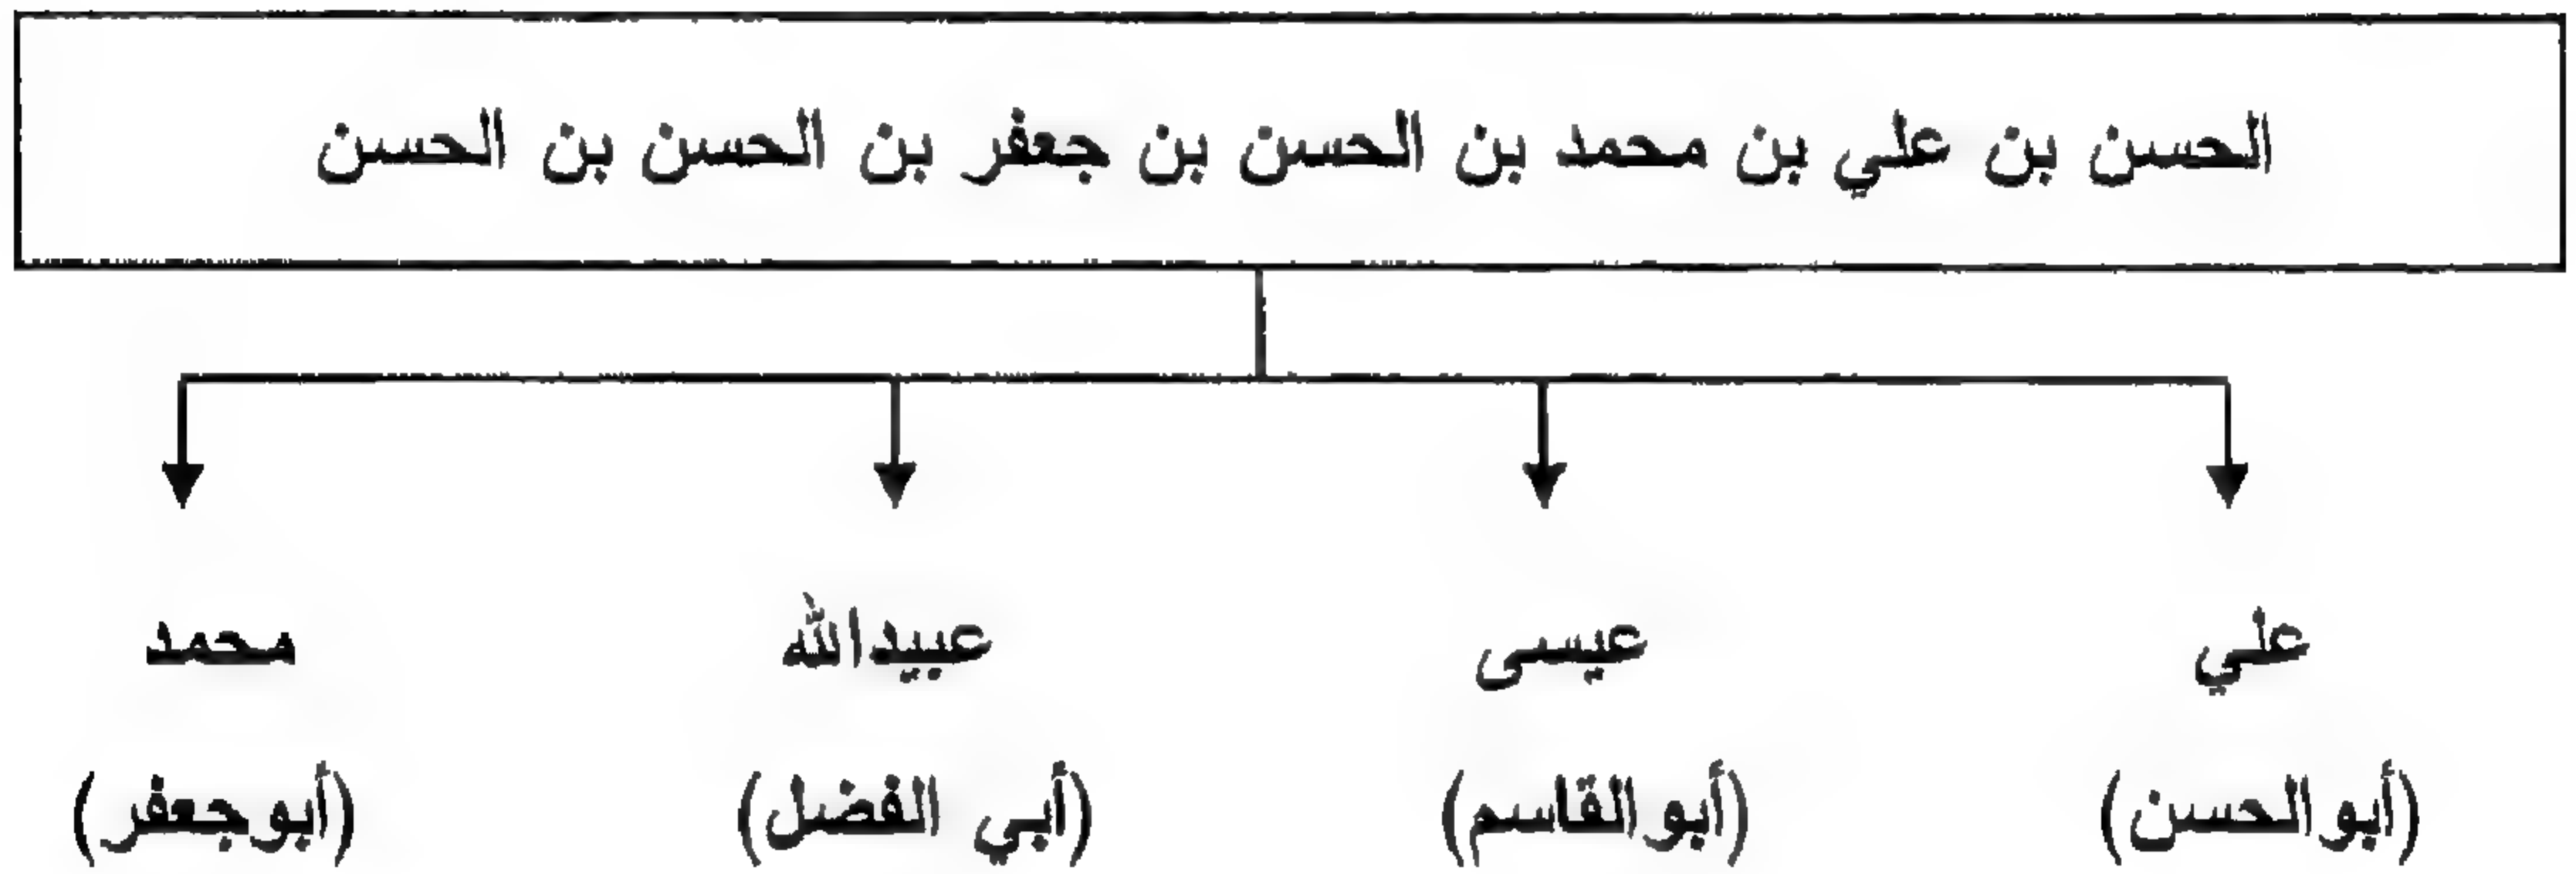 الحسن بن علي بن محمد بن الحسن بن جعفر بن الحسن بن الحسن
علي عيسى عبيدالله محمد
(أبوالحسن) (أبوالقاسم) (أبي الفضل) (أبوجعفر)